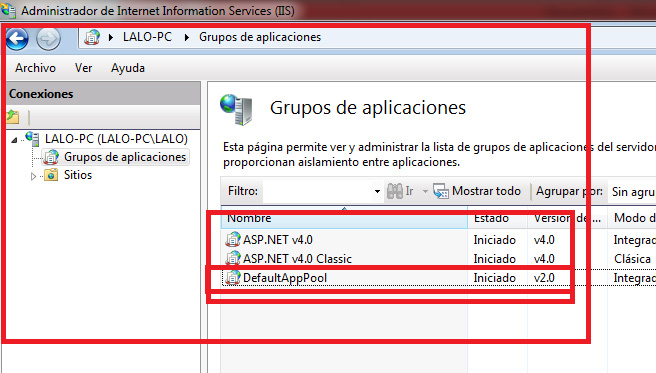 Administrador de Internet Information Services (IIS)
LALO-PC Grupos de aplicaciones
Archivo Ver Ayuda
Conexiones
LALO-PC (LALO-PC\LALO)
Grupos de aplicaciones
Sitios
Grupos de aplicaciones
Esta página permite ver y administrar la lista de grupos de aplicaciones del servidor
proporcionan aislamiento entre aplicaciones.
Filtro: Ir Mostrar todo Agrupar por: Sin agru
Nombre Estado Versión de ... Modo d
ASP.NET v4.0 Iniciado v4.0 Integrad
ASP.NET v4.0 Classic Iniciado v4.0 Clásica
DefaultAppPool Iniciado v2.0 Integrad